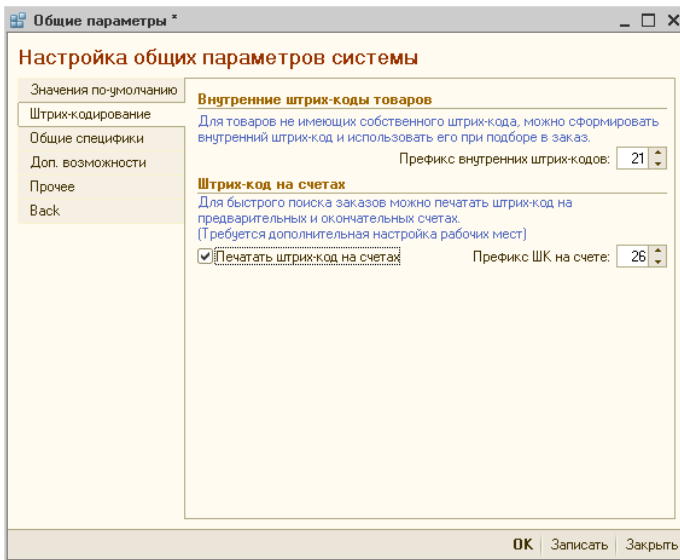 Общие параметры *
Настройка общих параметров системы
Значения по-умолчанию
Штрих-кодирование
Общие специфики
Доп. возможности
Прочее
Back
Внутренние штрих-коды товаров
Для товаров не имеющих собственного штрих-кода, можно сформировать
внутренний штрих-код и использовать его при подборе в заказ.
Префикс внутренних штрих-кодов: 21
Штрих-код на счетах
Для быстрого поиска заказов можно печатать штрих-код на
предварительных и окончательных счетах.
(Требуется дополнительная настройка рабочих мест)
Печатать штрих-код на счетах Префикс ШК на счете: 26
OK Записать Закрыть